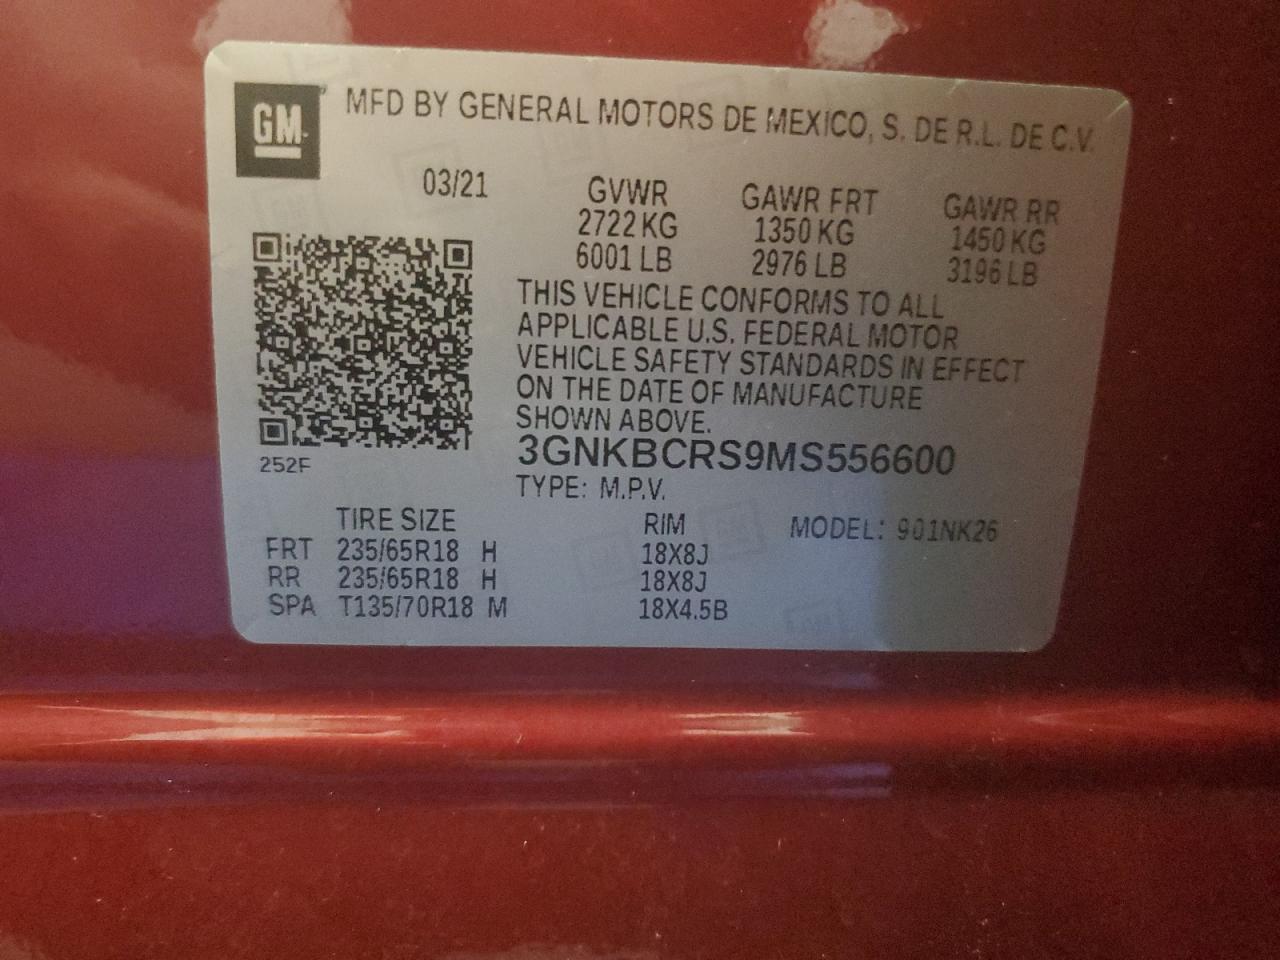 GM
MFD BY GENERAL MOTORS DE MEXICO, S. DE R.L. DE C.V.
03/21 GVWR GAWR FRT GAWR RR
2722 KG 1350 KG 1450 KG
6001 LB 2976 LB 3196 LB
THIS VEHICLE CONFORMS TO ALL
APPLICABLE U.S. FEDERAL MOTOR
VEHICLE SAFETY STANDARDS IN EFFECT
ON THE DATE OF MANUFACTURE
SHOWN ABOVE.
3GNKBCRS9MS556600
252F
TYPE: M.P.V.
TIRE SIZE RIM MODEL: 901NK26
FRT 235/65R18 H 18X8J
RR 235/65R18 H 18X8J
SPA T135/70R18 M 18X4.5B